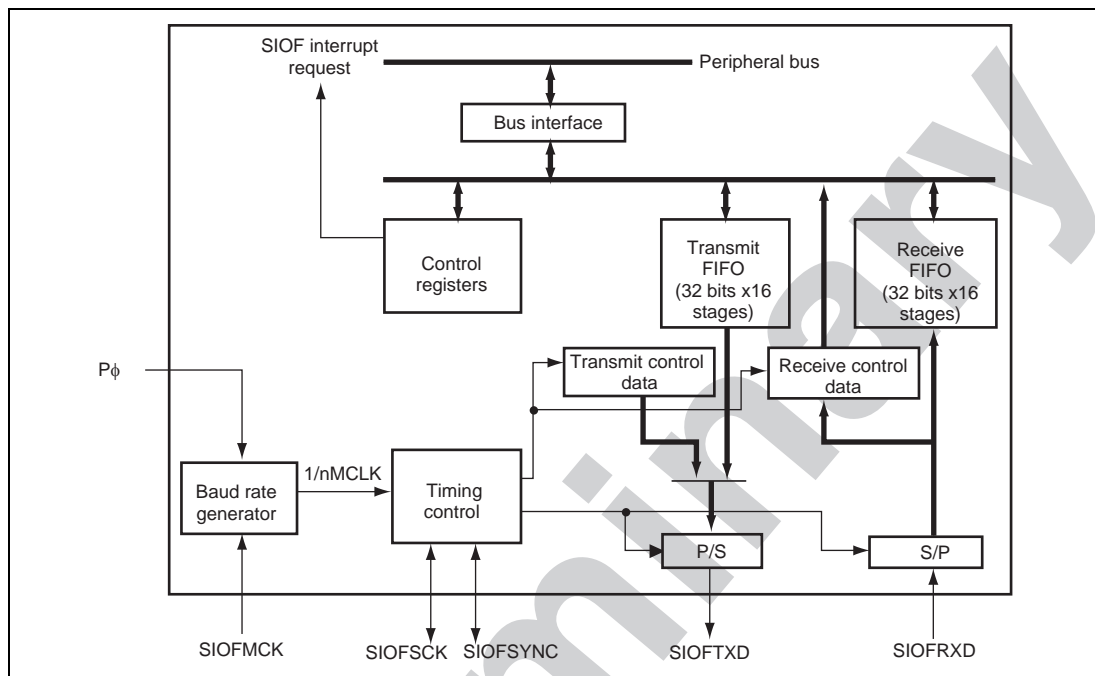 SIOF interrupt
request
Peripheral bus
Bus interface
Control
registers
Transmit
FIFO
(32 bits x16
stages)
Receive
FIFO
(32 bits x16
stages)
Transmit control
data
Receive control
data
Pϕ
1/nMCLK
Baud rate
generator
Timing
control
P/S
S/P
SIOFMCK
SIOFSCK
SIOFSYNC
SIOFTXD
SIOFRXD
minary